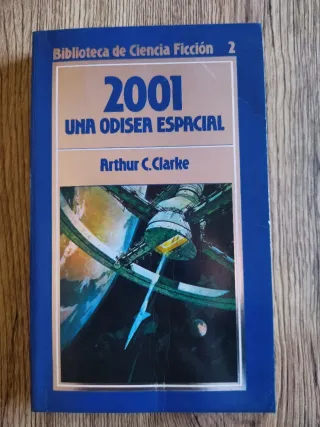 Biblioteca de Ciencia Ficción 2
2001
UNA ODISEA ESPACIAL
Arthur C. Clarke